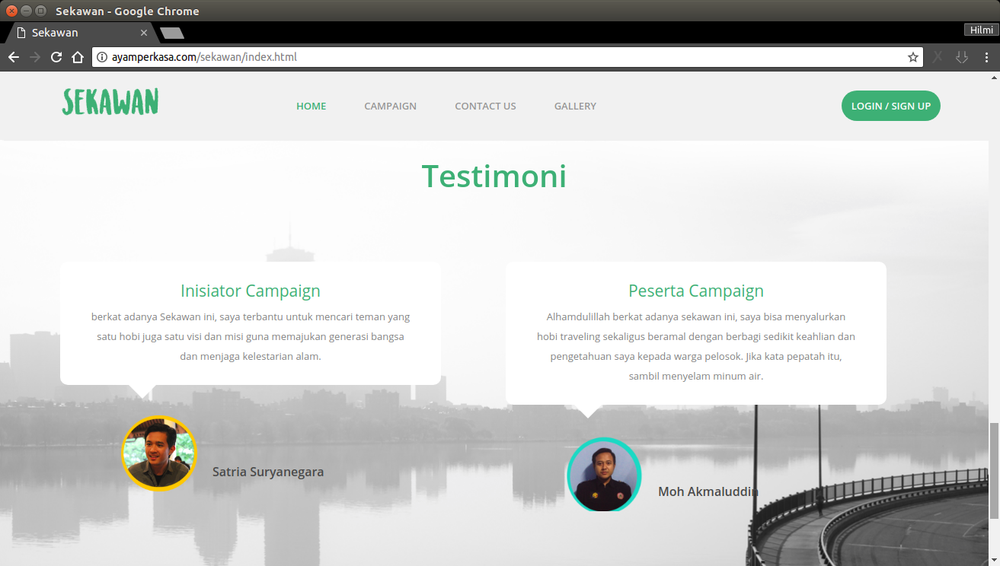 Sekawan - Google Chrome
Sekawan
Hilmi
ayamperkasa.com/sekawan/index.html
SEKAWAN
HOME CAMPAIGN CONTACT US GALLERY LOGIN / SIGN UP
Testimoni
Inisiator Campaign
berkat adanya Sekawan ini, saya terbantu untuk mencari teman yang
satu hobi juga satu visi dan misi guna memajukan generasi bangsa
dan menjaga kelestarian alam.
Satria Suryanegara
Peserta Campaign
Alhamdulillah berkat adanya sekawan ini, saya bisa menyalurkan
hobi traveling sekaligus beramal dengan berbagi sedikit keahlian dan
pengetahuan saya kepada warga pelosok. Jika kata pepatah itu,
sambil menyelam minum air.
Moh Akmaluddin